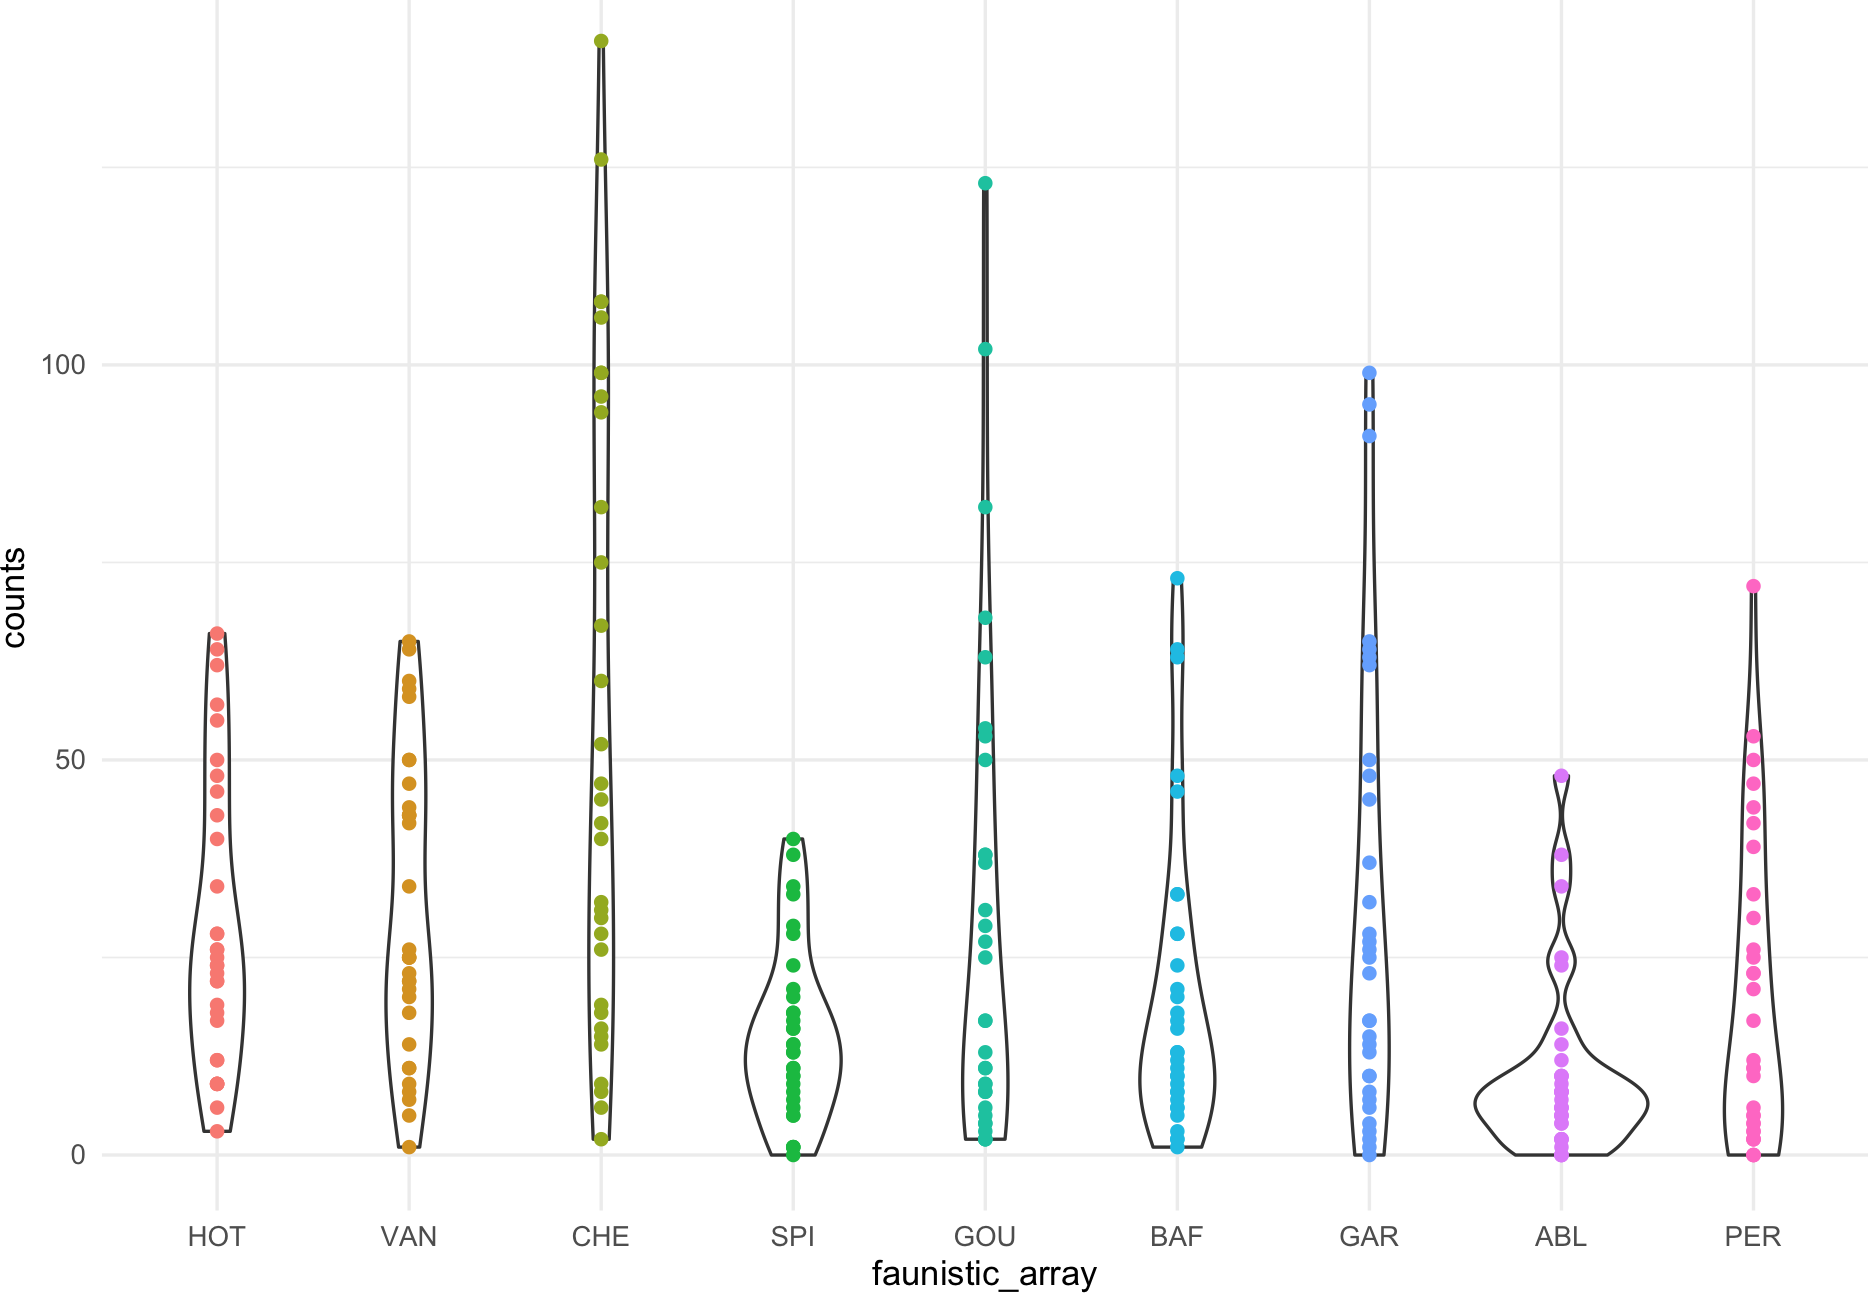 counts
100
50
0
HOT VAN CHE SPI GOU BAF GAR ABL PER
faunistic_array